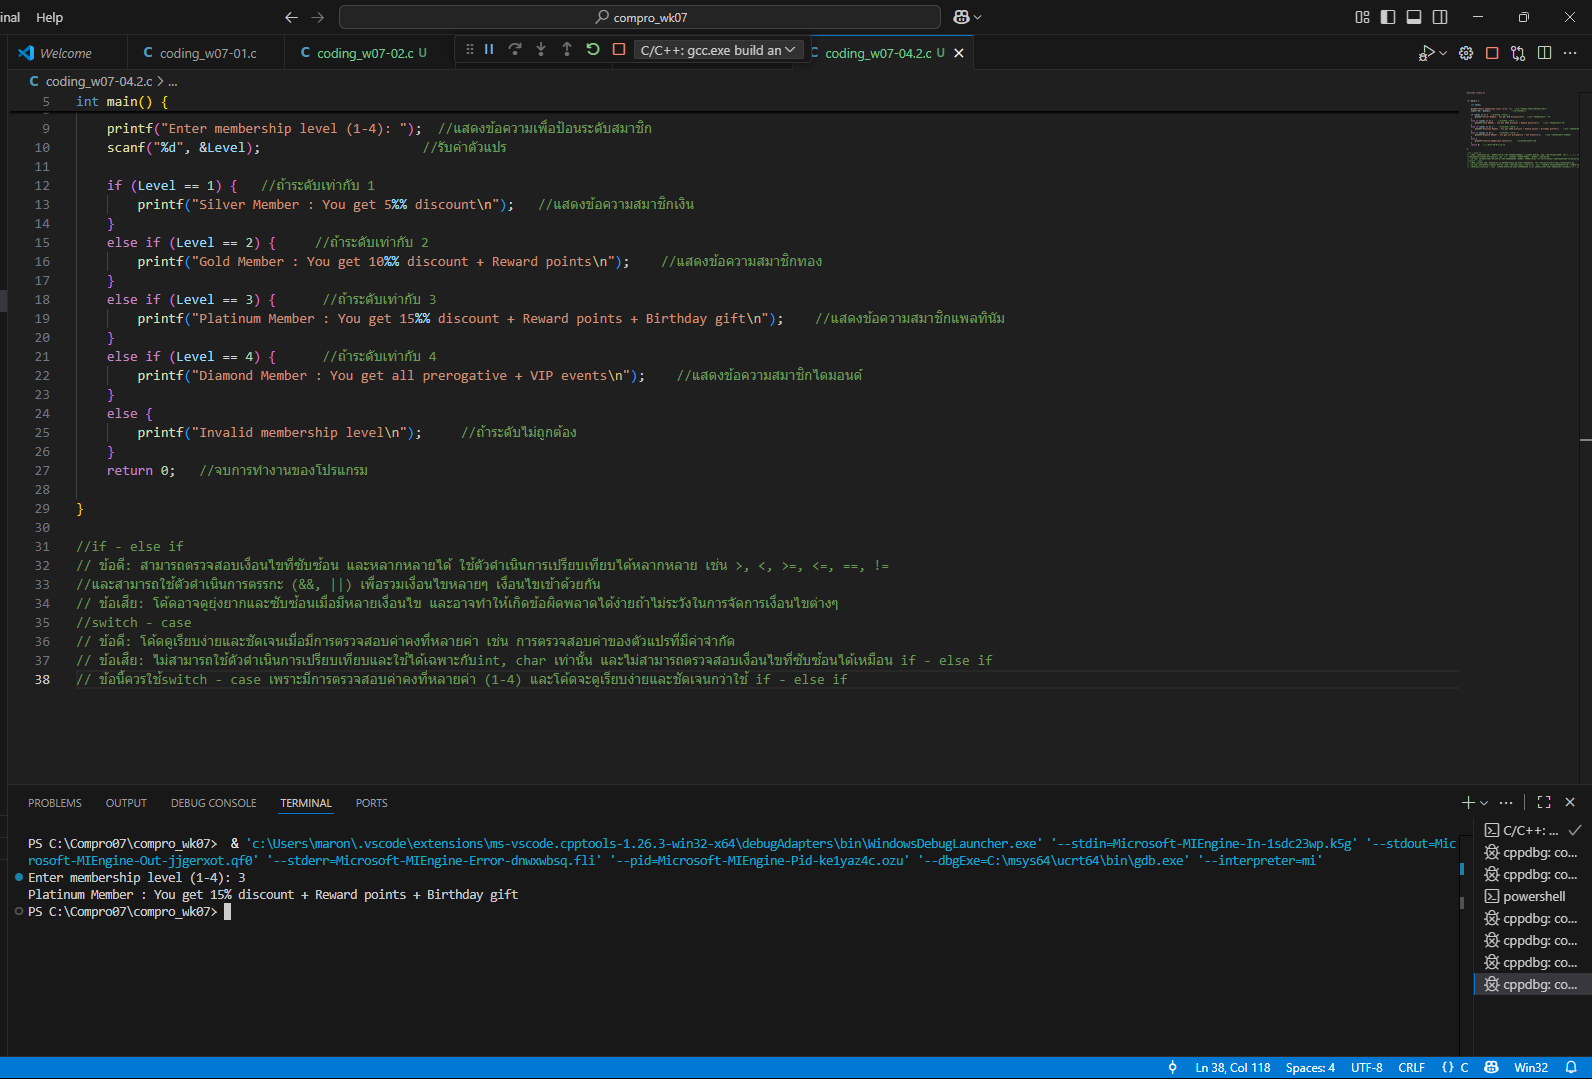 inal Help
compro_wk07
Welcome
coding_w07-01.c
coding_w07-02.c U
C/C++: gcc.exe build an
coding_w07-04.2.c U
coding_w07-04.2.c > ...
5 int main() {
9 printf("Enter membership level (1-4): ");  //แสดงข้อความเพื่อป้อนระดับสมาชิก
10 scanf("%d", &Level); //รับค่าตัวแปร
11
12 if (Level == 1) { //ถ้าระดับเท่ากับ 1
13 printf("Silver Member : You get 5%% discount\n"); //แสดงข้อความสมาชิกเงิน
14 }
15 else if (Level == 2) { //ถ้าระดับเท่ากับ 2
16 printf("Gold Member : You get 10%% discount + Reward points\n"); //แสดงข้อความสมาชิกทอง
17 }
18 else if (Level == 3) { //ถ้าระดับเท่ากับ 3
19 printf("Platinum Member : You get 15%% discount + Reward points + Birthday gift\n"); //แสดงข้อความสมาชิกแพลทินัม
20 }
21 else if (Level == 4) { //ถ้าระดับเท่ากับ 4
22 printf("Diamond Member : You get all prerogative + VIP events\n"); //แสดงข้อความสมาชิกไดมอนด์
23 }
24 else {
25 printf("Invalid membership level\n"); //ถ้าระดับไม่ถูกต้อง
26 }
27 return 0; //จบการทำงานของโปรแกรม
28
29 }
30
31 //if - else if
32 // ข้อดี: สามารถตรวจสอบเงื่อนไขที่ซับซ้อน และหลากหลายได้ ใช้ตัวดำเนินการเปรียบเทียบได้หลากหลาย เช่น >, <, >=, <=, ==, !=
33 //และสามารถใช้ตัวดำเนินการตรรกะ (&&, ||) เพื่อรวมเงื่อนไขหลายๆ เงื่อนไขเข้าด้วยกัน
34 // ข้อเสีย: โค้ดอาจดูยุ่งยากและซับซ้อนเมื่อมีหลายเงื่อนไข และอาจทำให้เกิดข้อผิดพลาดได้ง่ายถ้าไม่ระวังในการจัดการเงื่อนไขต่างๆ
35 //switch - case
36 // ข้อดี: โค้ดดูเรียบง่ายและชัดเจนเมื่อมีการตรวจสอบค่าคงที่หลายค่า เช่น การตรวจสอบค่าของตัวแปรที่มีค่าจำกัด
37 // ข้อเสีย: ไม่สามารถใช้ตัวดำเนินการเปรียบเทียบและใช้ได้เฉพาะกับint, char เท่านั้น และไม่สามารถตรวจสอบเงื่อนไขที่ซับซ้อนได้เหมือน if - else if
38 // ข้อนี้ควรใช้switch - case เพราะมีการตรวจสอบค่าคงที่หลายค่า (1-4) และโค้ดจะดูเรียบง่ายและชัดเจนกว่าใช้ if - else if
PROBLEMS OUTPUT DEBUG CONSOLE TERMINAL PORTS
PS C:\Compro07\compro_wk07>  & 'c:\Users\maron\.vscode\extensions\ms-vscode.cpptools-1.26.3-win32-x64\debugAdapters\bin\WindowsDebugLauncher.exe' '--stdin=Microsoft-MIEngine-In-1sdc23wp.k5g' '--stdout=Mic
rosoft-MIEngine-Out-jjgerxot.qf0' '--stderr=Microsoft-MIEngine-Error-dnwxwbsq.fli' '--pid=Microsoft-MIEngine-Pid-ke1yaz4c.ozu' '--dbgExe=C:\msys64\ucrt64\bin\gdb.exe' '--interpreter=mi'
Enter membership level (1-4): 3
Platinum Member : You get 15% discount + Reward points + Birthday gift
PS C:\Compro07\compro_wk07>
C/C++: ...
cppdbg: co...
cppdbg: co...
powershell
cppdbg: co...
cppdbg: co...
cppdbg: co...
cppdbg: co...
Ln 38, Col 118 Spaces: 4 UTF-8 CRLF {} C Win32